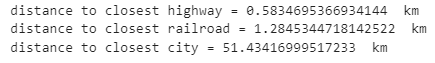 distance to closest highway = 0.5834695366934144  km
distance to closest railroad = 1.2845344718142522  km
distance to closest city = 51.43416999517233  km